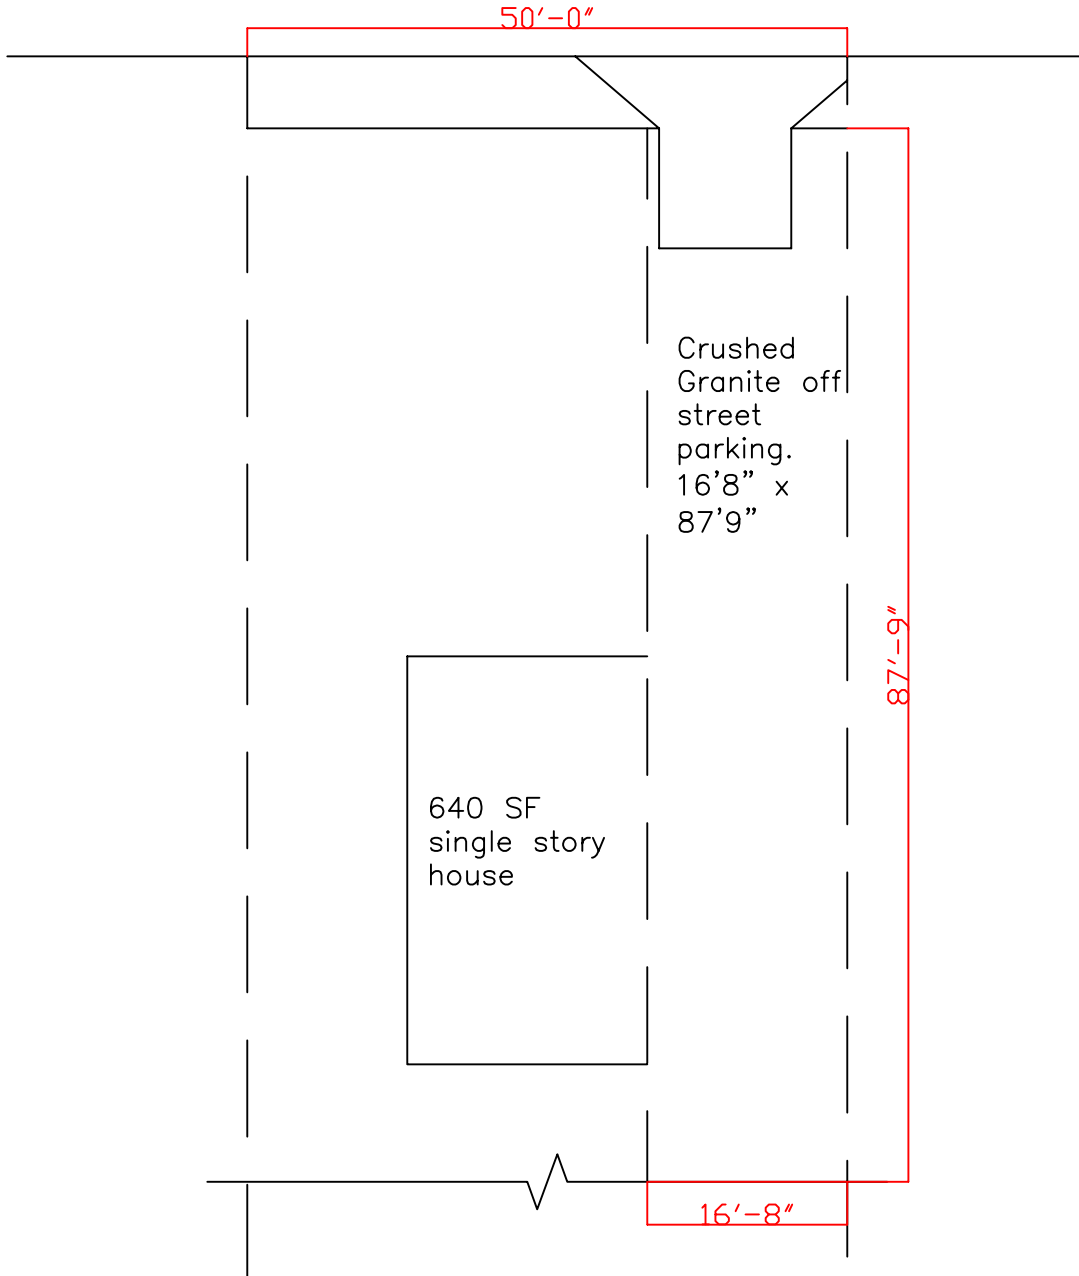 50'-0"
Crushed
Granite off
street
parking.
16'8" x
87'9"
87'-9"
640 SF
single story
house
16'-8"